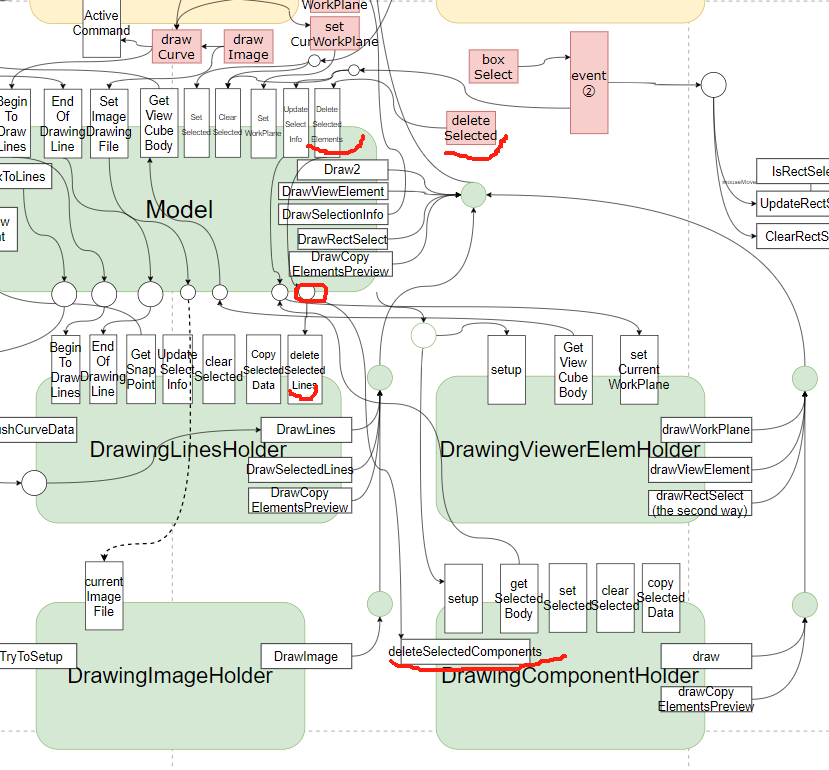 WorkPlane
Active
Command
set
CurWorkPlane
draw
Curve
draw
Image
box
Select
event
②
delete
Selected
Begin
To
Draw
Lines
End
Of
Drawing
Line
Set
Image
Drawing
File
Get
View
Cube
Body
Set
Selected
Clear
Selected
Set
WorkPlane
Update
Select
Info
Delete
Selected
Elements
xToLines
Model
Draw2
DrawViewElement
DrawSelectionInfo
DrawRectSelect
DrawCopy
ElementsPreview
mouseMove
IsRectSele
UpdateRectS
ClearRectS
Begin
To
Draw
Lines
End
Of
Drawing
Line
Get
Snap
Point
Update
Select
Info
clear
Selected
Copy
Selected
Data
delete
Selected
Lines
setup
Get
View
Cube
Body
set
Current
WorkPlane
ushCurveData
DrawingLinesHolder
DrawLines
DrawSelectedLines
DrawCopy
ElementsPreview
DrawingViewerElemHolder
drawWorkPlane
drawViewElement
drawRectSelect
(the second way)
current
Image
File
TryToSetup
DrawingImageHolder
DrawImage
setup
get
Selected
Body
set
Selected
clear
Selected
copy
Selected
Data
deleteSelectedComponents
DrawingComponentHolder
draw
drawCopy
ElementsPreview